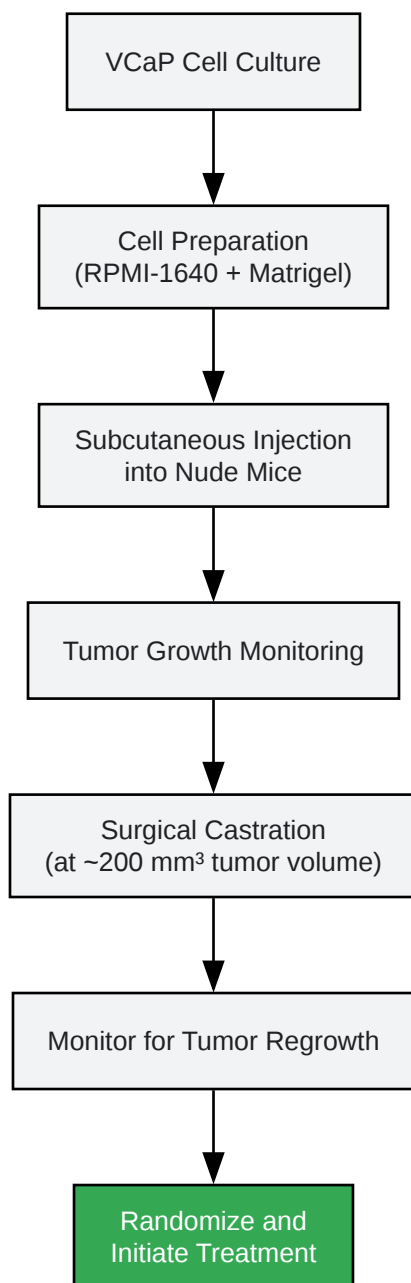 VCaP Cell Culture
Cell Preparation
(RPMI-1640 + Matrigel)
Subcutaneous Injection
into Nude Mice
Tumor Growth Monitoring
Surgical Castration
(at ~200 mm³ tumor volume)
Monitor for Tumor Regrowth
Randomize and
Initiate Treatment